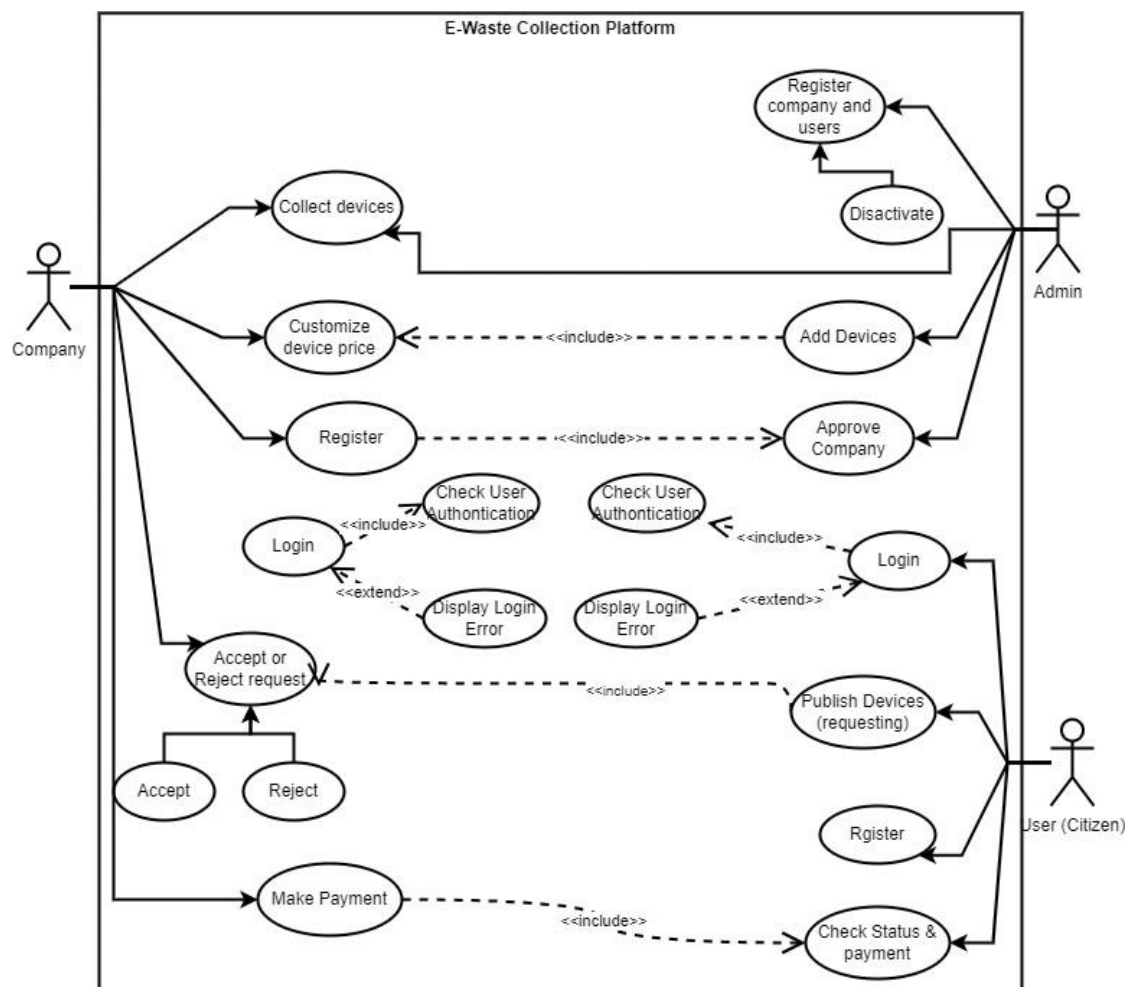 E-Waste Collection Platform
Register
company and
users
Collect devices
Disactivate
Admin
Company
Customize
device price
<<include>>
Add Devices
Register
<<include>>
Approve
Company
Check User
Authontication
Check User
Authontication
<<include>>
<<include>>
Login
Login
<<extend>>
<<extend>>
Display Login
Error
Display Login
Error
Accept or
Reject request
<<include>>
Publish Devices
(requesting)
Accept
Reject
User (Citizen)
Rgister
Make Payment
<<include>>
Check Status &
payment